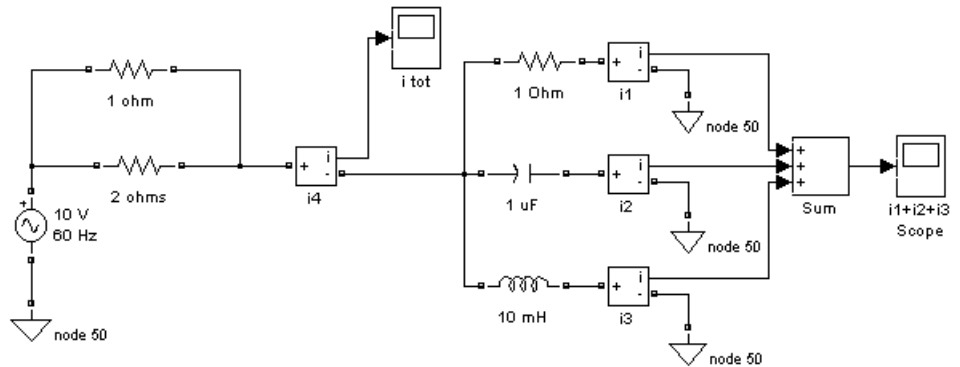 i tot
1 ohm
2 ohms
10 V
60 Hz
+
node 50
+
i
-
i4
1 Ohm
+
i
-
i1
node 50
1 uF
+
i
-
i2
node 50
10 mH
+
i
-
i3
node 50
+
+
+
Sum
i1+i2+i3
Scope